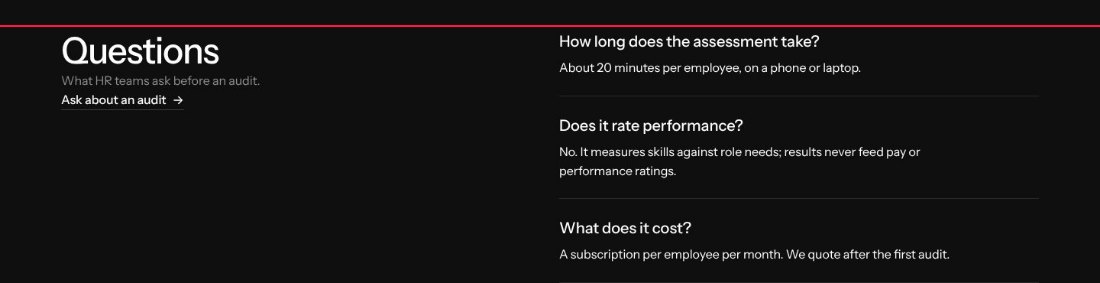 Questions
What HR teams ask before an audit.
Ask about an audit →
How long does the assessment take?
About 20 minutes per employee, on a phone or laptop.
Does it rate performance?
No. It measures skills against role needs; results never feed pay or
performance ratings.
What does it cost?
A subscription per employee per month. We quote after the first audit.